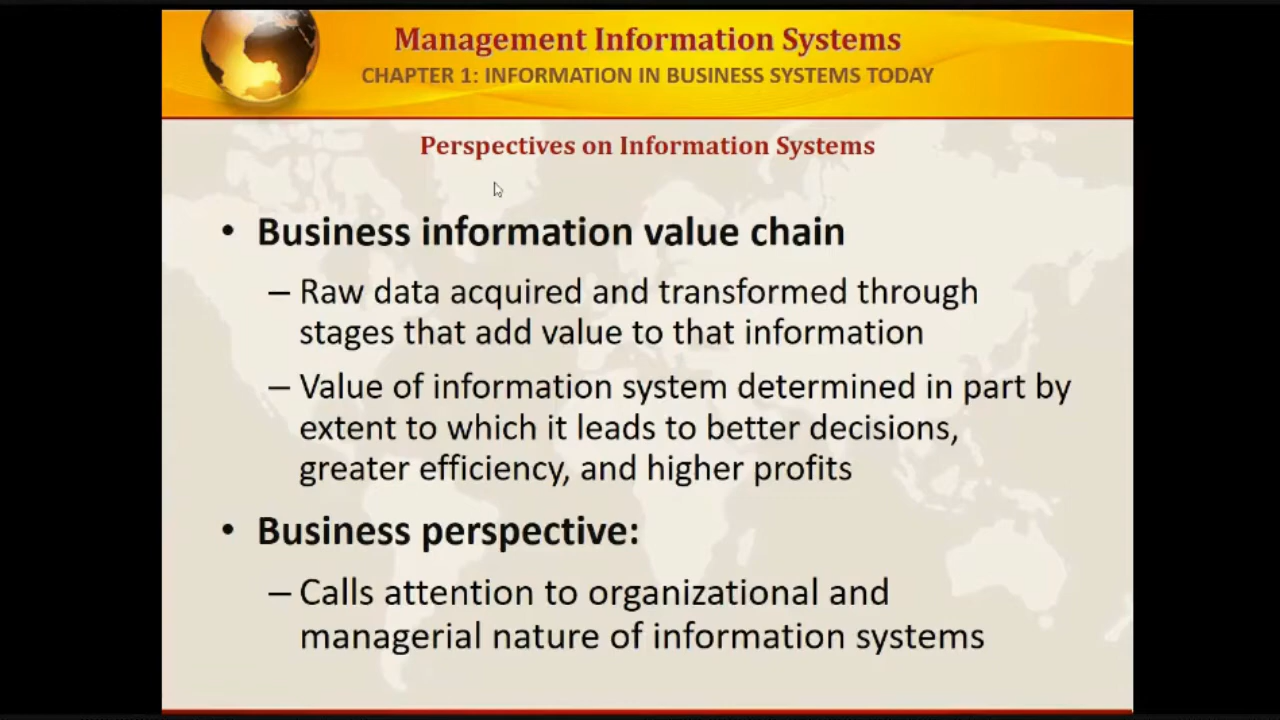 Management Information Systems
CHAPTER 1: INFORMATION IN BUSINESS SYSTEMS TODAY
Perspectives on Information Systems
• Business information value chain
– Raw data acquired and transformed through
stages that add value to that information
– Value of information system determined in part by
extent to which it leads to better decisions,
greater efficiency, and higher profits
• Business perspective:
– Calls attention to organizational and
managerial nature of information systems